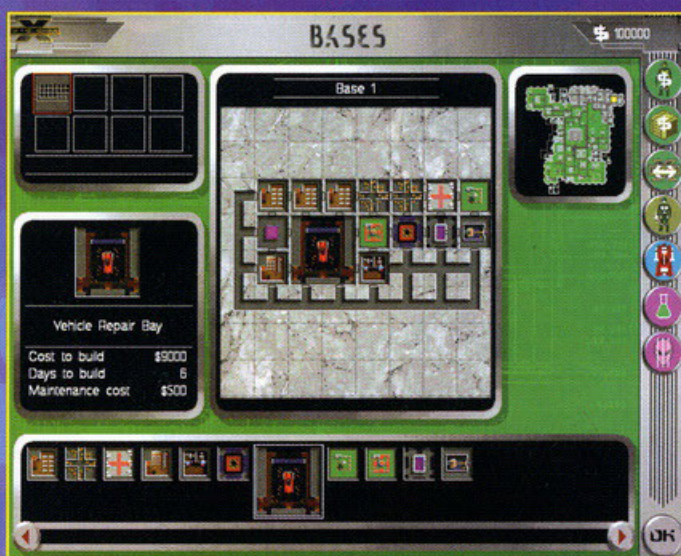 BASES
$ 100000
Base 1
Vehicle Repair Bay
Cost to build $9000
Days to build 6
Maintenance cost $500
OK